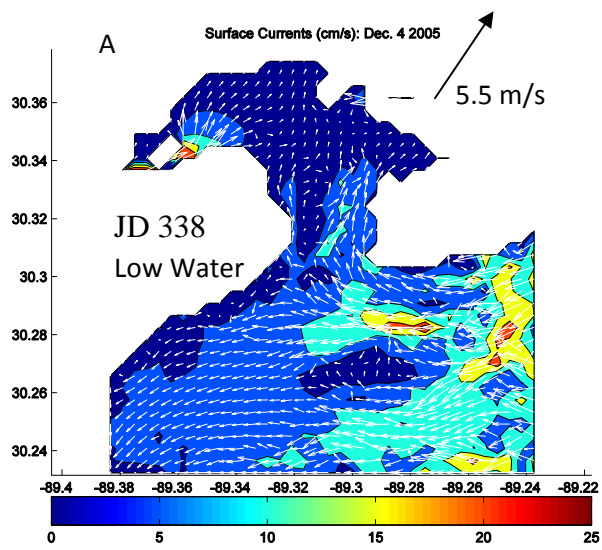 Surface Currents (cm/s): Dec. 4 2005
A
5.5 m/s
JD 338
Low Water
30.36
30.34
30.32
30.3
30.28
30.26
30.24
-89.4 -89.38 -89.36 -89.34 -89.32 -89.3 -89.28 -89.26 -89.24 -89.22
0 5 10 15 20 25